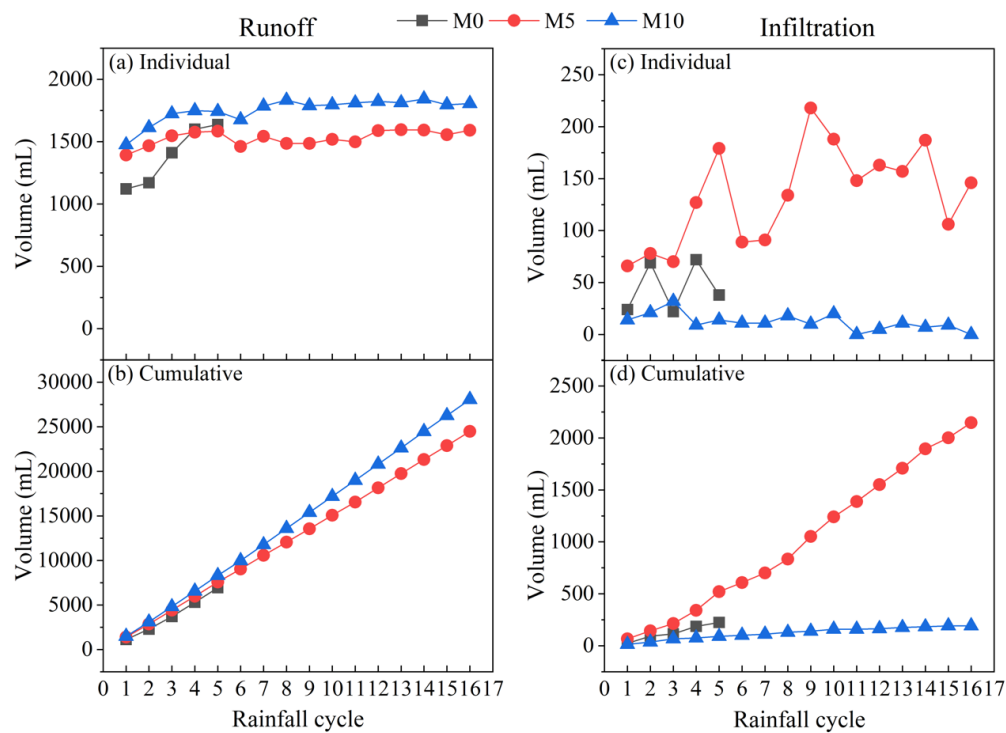 Runoff
M0 M5 M10
Infiltration
(a) Individual
2000
1500
1000
500
0
Volume (mL)
(c) Individual
250
200
150
100
50
0
Volume (mL)
(b) Cumulative
30000
25000
20000
15000
10000
5000
0
Volume (mL)
0 1 2 3 4 5 6 7 8 9 10 11 12 13 14 15 16 17
Rainfall cycle
(d) Cumulative
2500
2000
1500
1000
500
0
Volume (mL)
0 1 2 3 4 5 6 7 8 9 10 11 12 13 14 15 16 17
Rainfall cycle